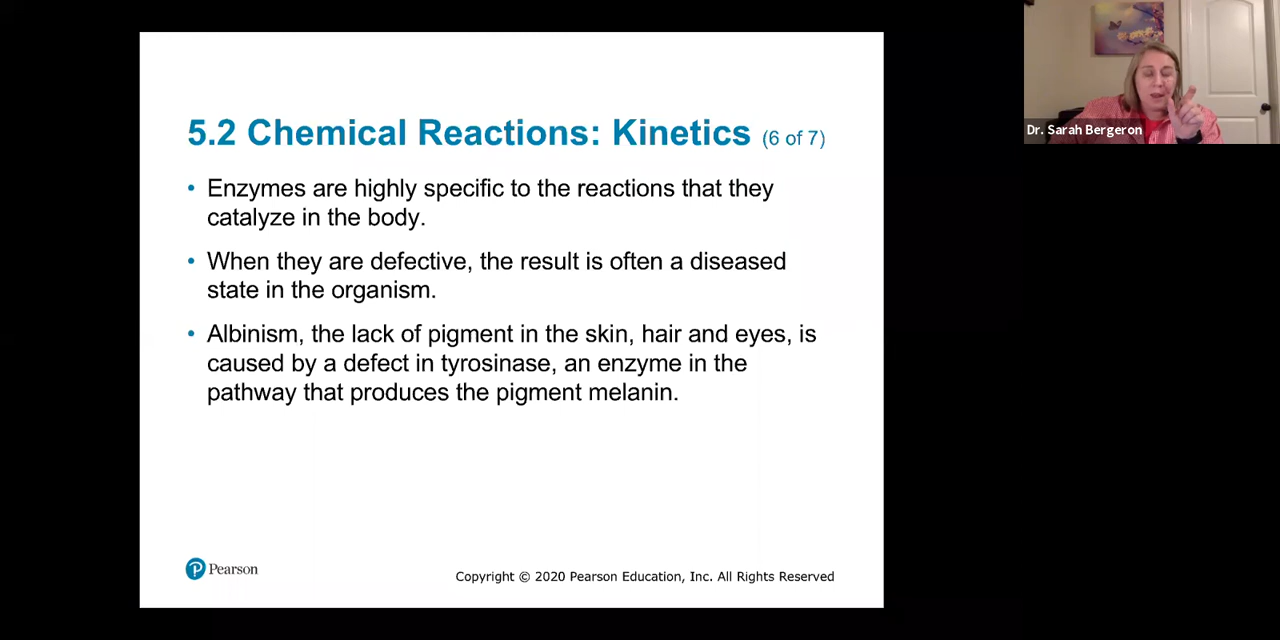 5.2 Chemical Reactions: Kinetics (6 of 7)
• Enzymes are highly specific to the reactions that they
catalyze in the body.
• When they are defective, the result is often a diseased
state in the organism.
• Albinism, the lack of pigment in the skin, hair and eyes, is
caused by a defect in tyrosinase, an enzyme in the
pathway that produces the pigment melanin.
Pearson
Copyright © 2020 Pearson Education, Inc. All Rights Reserved
Dr. Sarah Bergeron